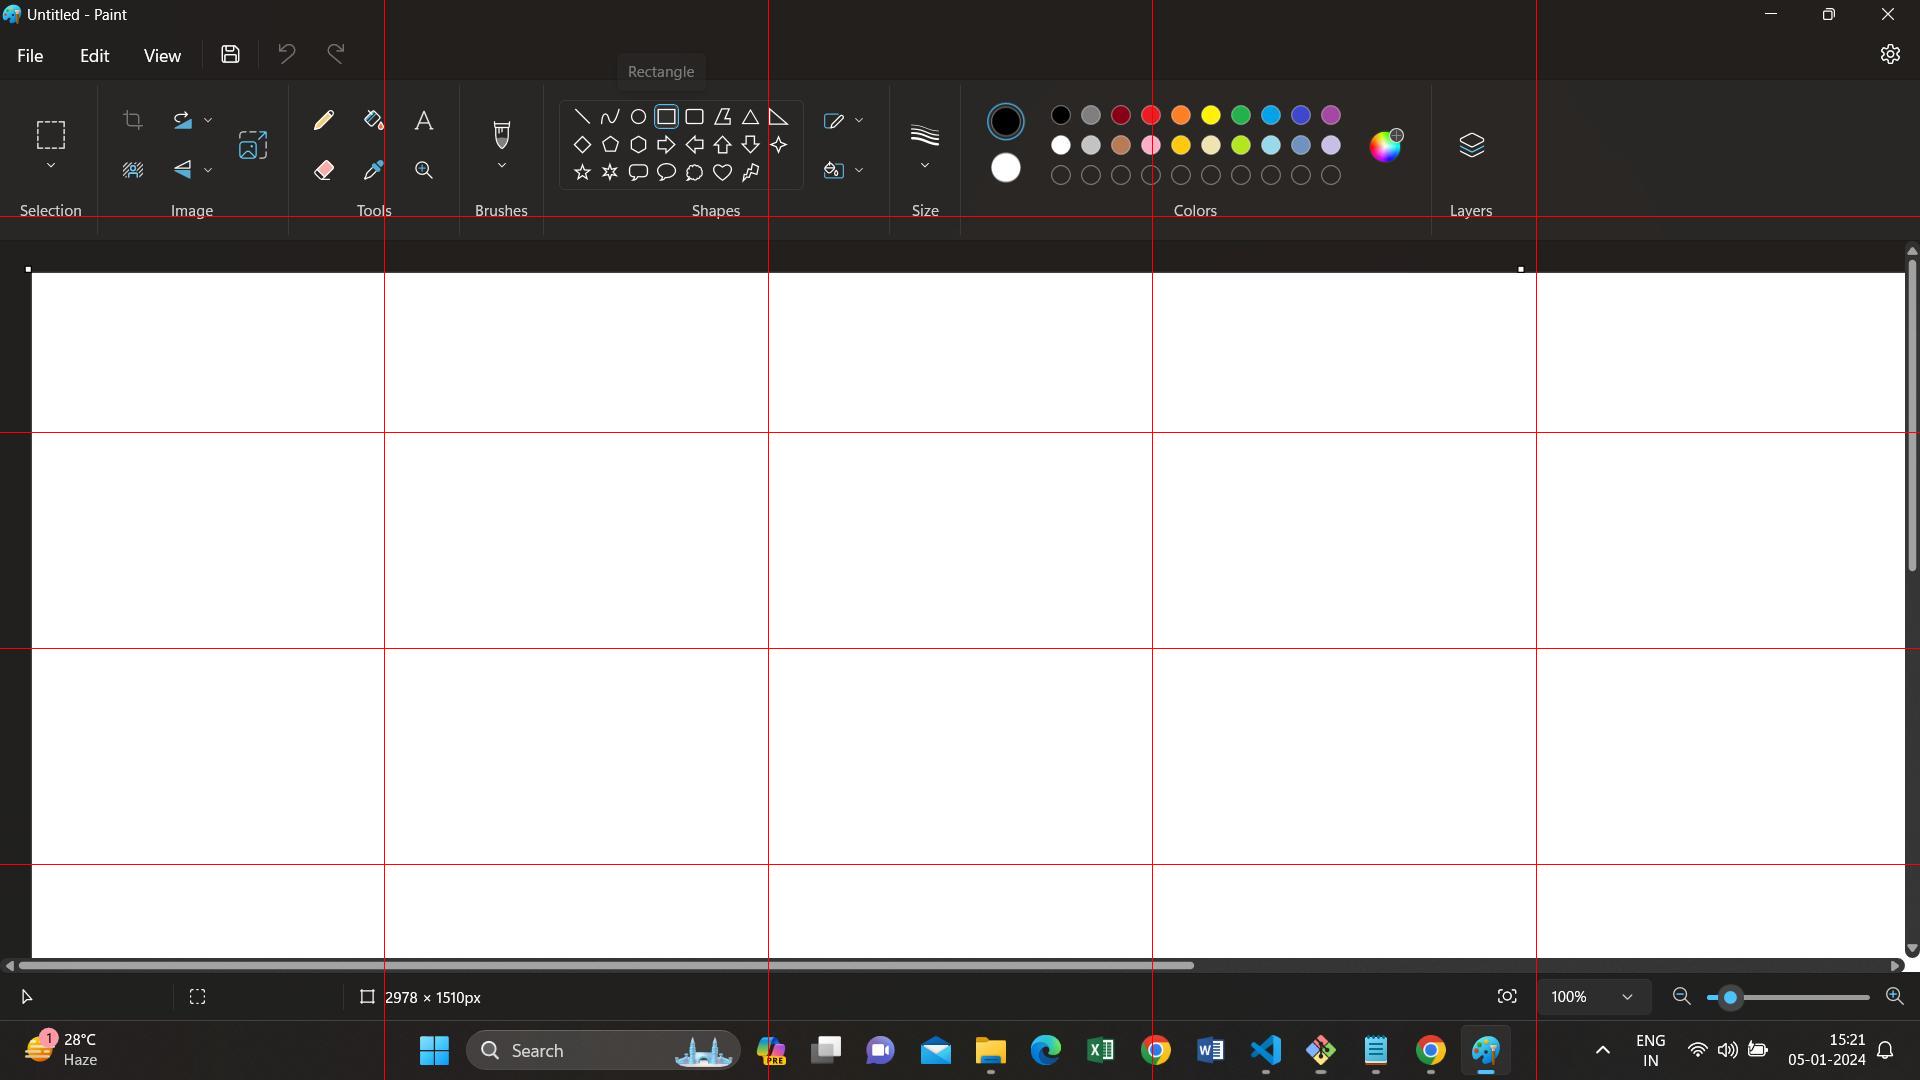 Untitled - Paint
File Edit View
Rectangle
Selection Image Tools Brushes Shapes Size Colors Layers
2978 × 1510px 100%
1 28°C
Haze
Search
PRE
ENG
IN
15:21
05-01-2024